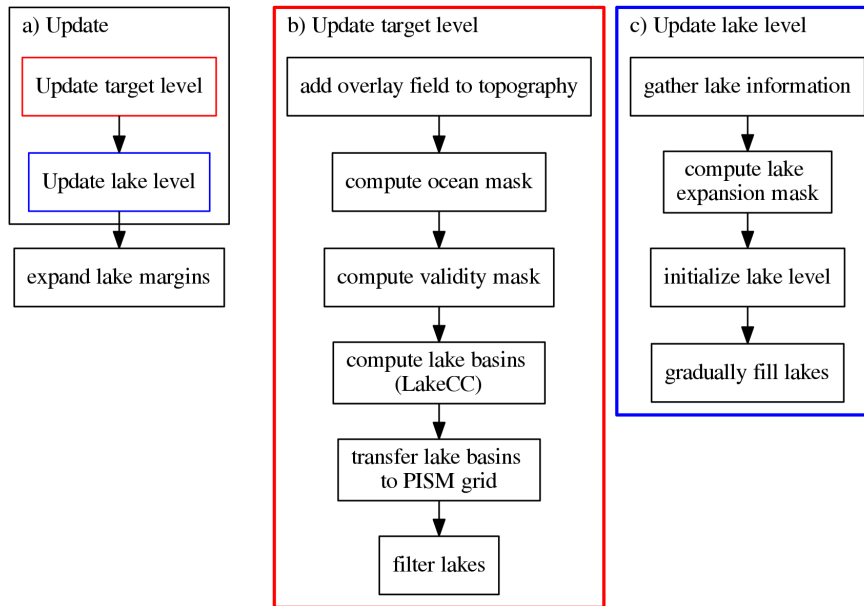 a) Update
Update target level
Update lake level
expand lake margins
b) Update target level
add overlay field to topography
compute ocean mask
compute validity mask
compute lake basins
(LakeCC)
transfer lake basins
to PISM grid
filter lakes
c) Update lake level
gather lake information
compute lake
expansion mask
initialize lake level
gradually fill lakes